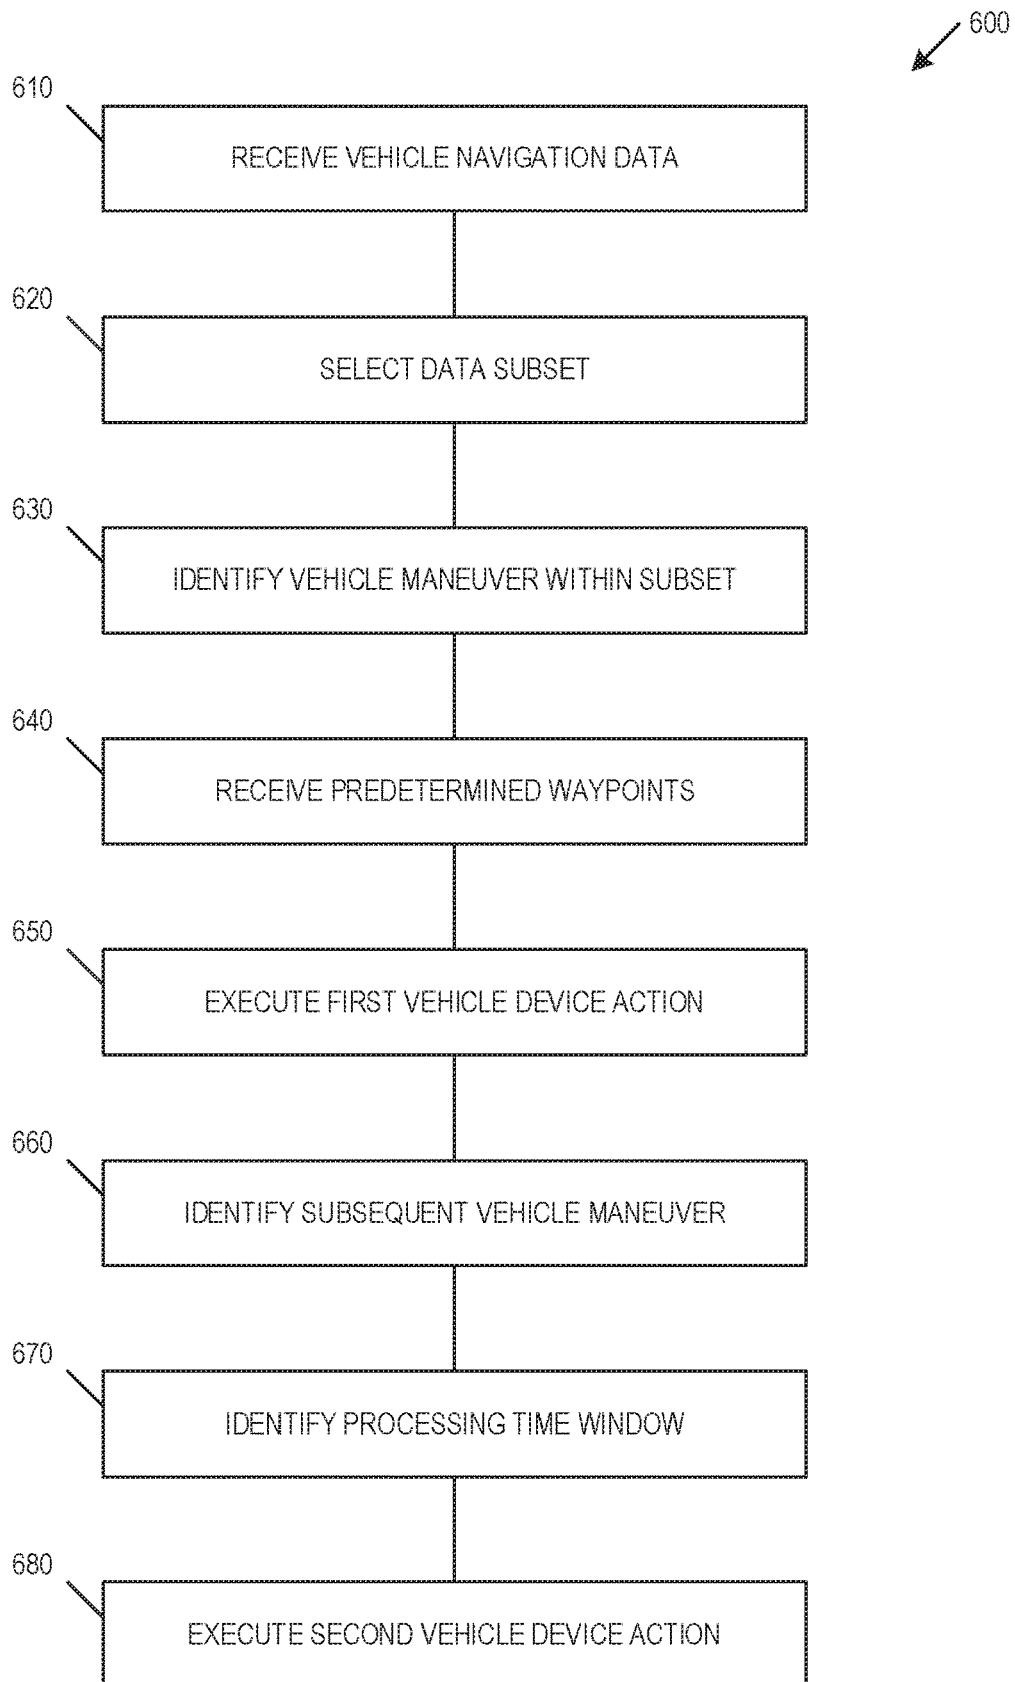 600
610
RECEIVE VEHICLE NAVIGATION DATA
620
SELECT DATA SUBSET
630
IDENTIFY VEHICLE MANEUVER WITHIN SUBSET
640
RECEIVE PREDETERMINED WAYPOINTS
650
EXECUTE FIRST VEHICLE DEVICE ACTION
660
IDENTIFY SUBSEQUENT VEHICLE MANEUVER
670
IDENTIFY PROCESSING TIME WINDOW
680
EXECUTE SECOND VEHICLE DEVICE ACTION